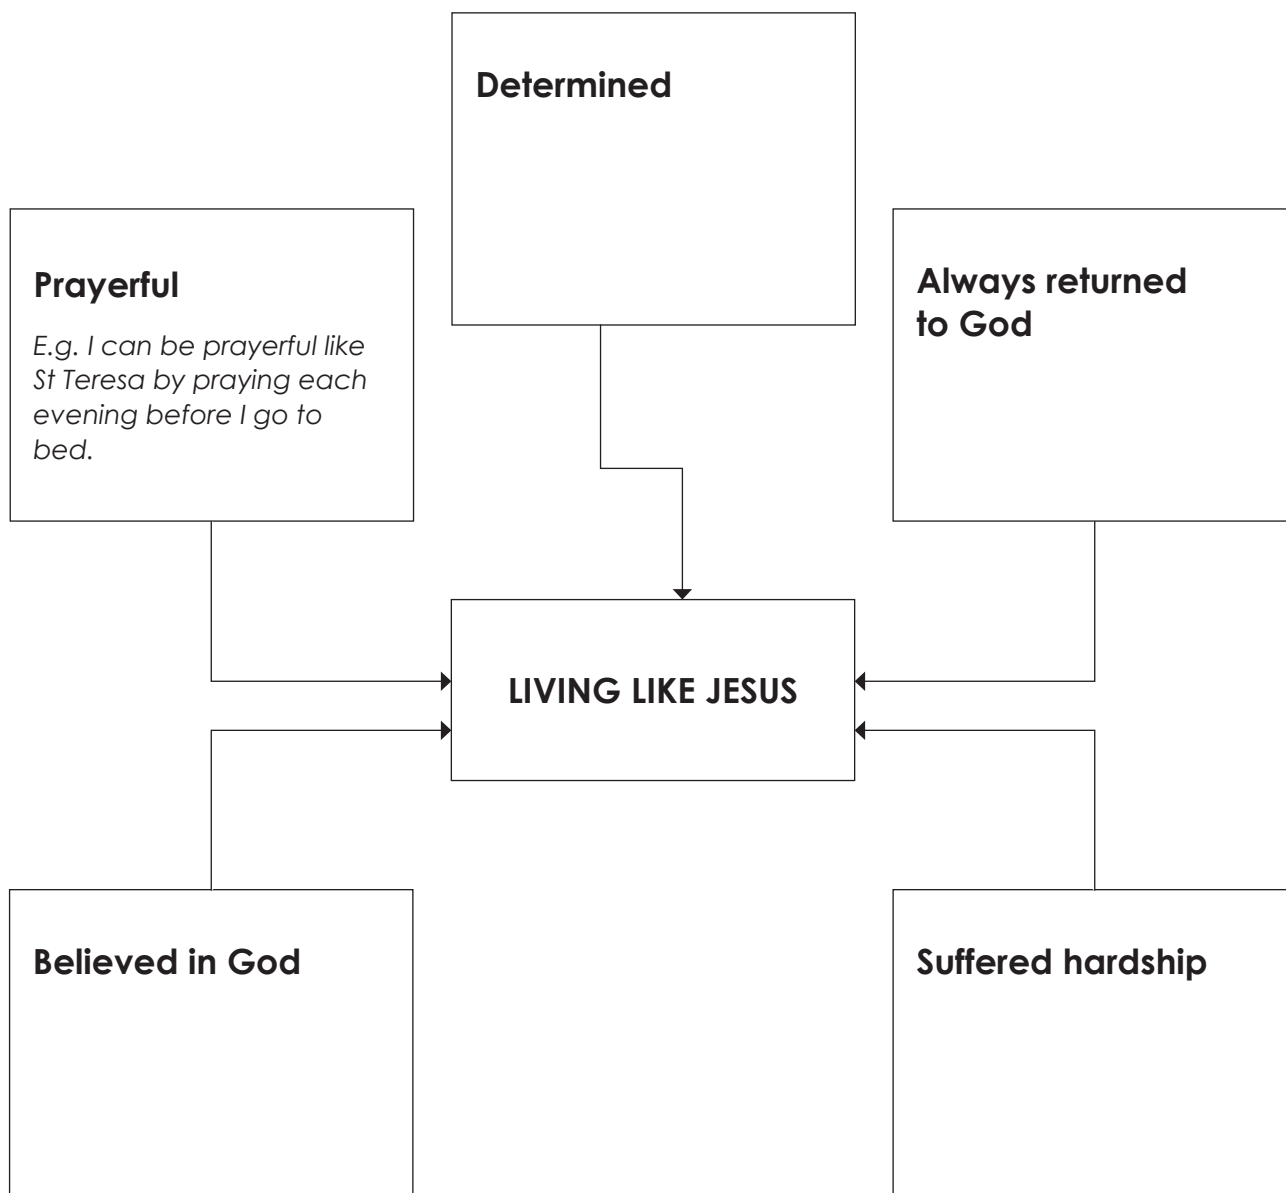 Determined
Prayerful
E.g. I can be prayerful like
St Teresa by praying each
evening before I go to
bed.
Always returned
to God
LIVING LIKE JESUS
Believed in God
Suffered hardship